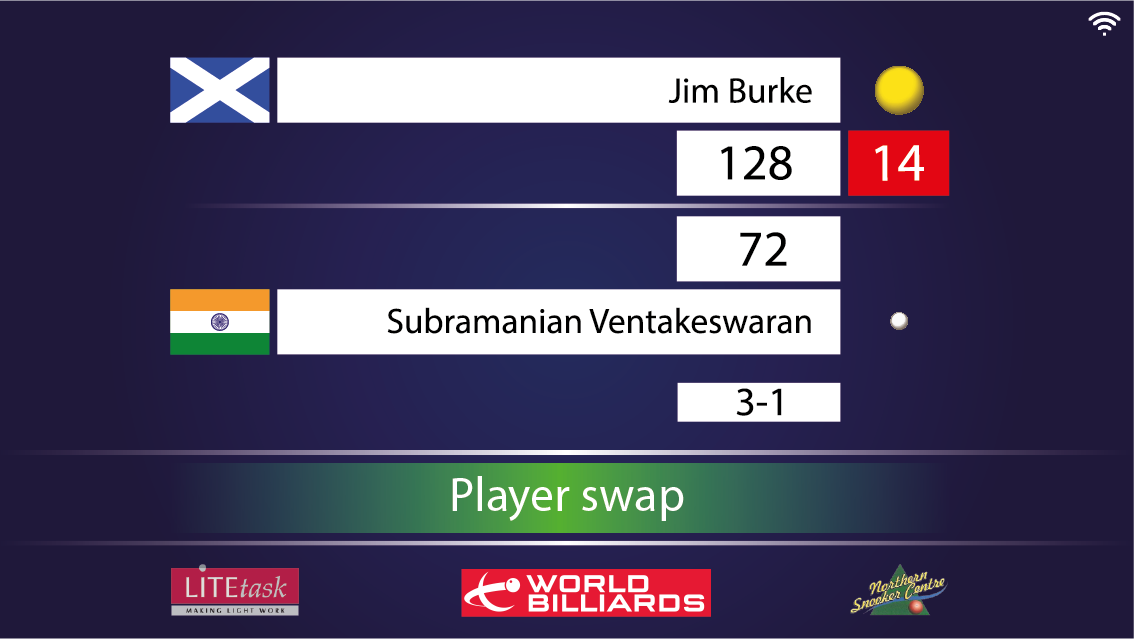 Jim Burke
128 14
72
Subramanian Ventakeswaran
3-1
Player swap
LiTEtask
MAKING LIGHT WORK
WORLD
BILLIARDS
Northern
Snooker Centre